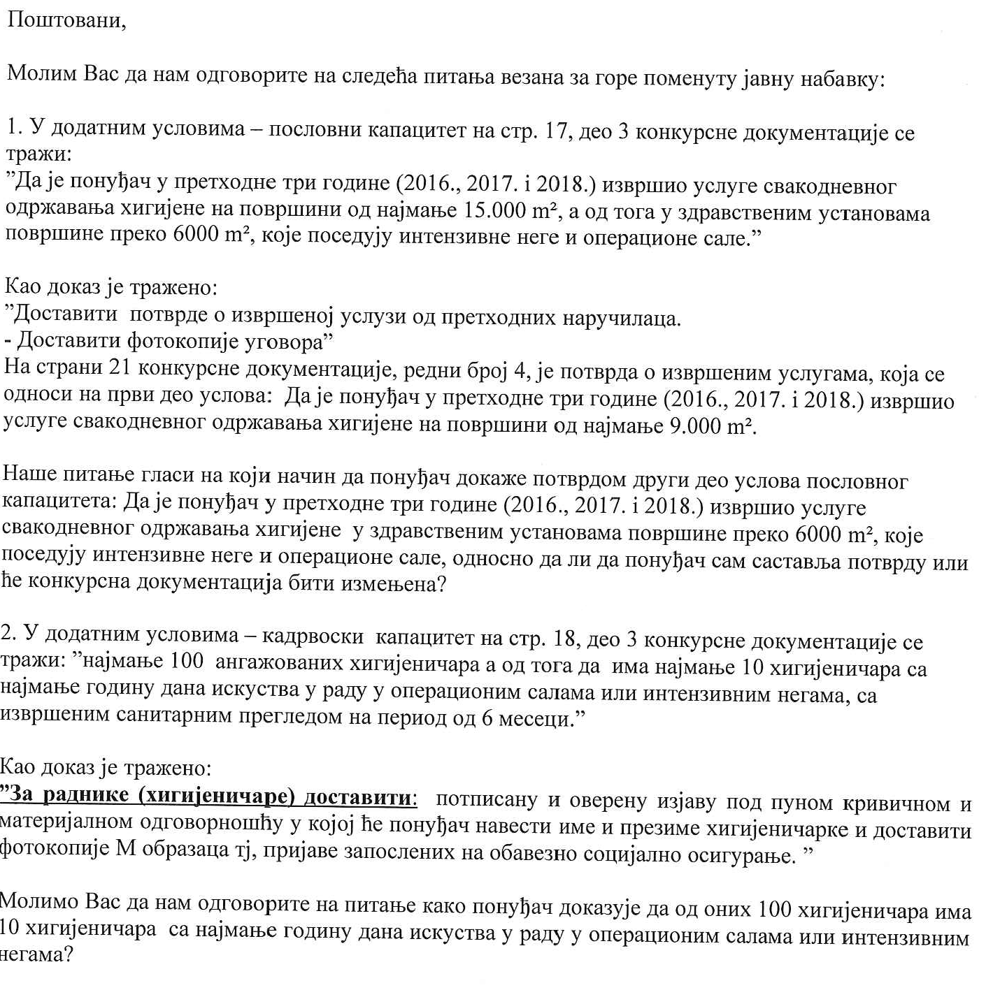 Поштовани,
Молим Вас да нам одговорите на следећа питања везана за горе поменуту јавну набавку:
1. У додатним условима – пословни капацитет на стр. 17, део 3 конкурсне документације се
тражи:
”Да је понуђач у претходне три године (2016., 2017. i 2018.) извршио услуге свакодневног
одржавања хигијене на површини од најмање 15.000 m², а од тога у здравственим установама
површине преко 6000 m², које поседују интензивне неге и операционе сале.”
Као доказ је тражено:
”Доставити потврде о извршеној услузи од претходних наручилаца.
- Доставити фотокопије уговора”
На страни 21 конкурсне документације, редни број 4, је потврда о извршеним услугама, која се
односи на први део услова: Да је понуђач у претходне три године (2016., 2017. i 2018.) извршио
услуге свакодневног одржавања хигијене на површини од најмање 9.000 m².
Наше питање гласи на који начин да понуђач докаже потврдом други део услова пословног
капацитета: Да је понуђач у претходне три године (2016., 2017. i 2018.) извршио услуге
свакодневног одржавања хигијене у здравственим установама површине преко 6000 m², које
поседују интензивне неге и операционе сале, односно да ли да понуђач сам саставља потврду или
ће конкурсна документација бити измењена?
2. У додатним условима – кадрвоски капацитет на стр. 18, део 3 конкурсне документације се
тражи: ”најмање 100 ангажованих хигијеничара а од тога да има најмање 10 хигијеничара са
најмање годину дана искуства у раду у операционим салама или интензивним негама, са
извршеним санитарним прегледом на период од 6 месеци.”
Као доказ је тражено:
”За раднике (хигијеничаре) доставити: потписану и оверену изјаву под пуном кривичном и
материјалном одговорношћу у којој ће понуђач навести име и презиме хигијеничарке и доставити
фотокопије М образаца тј, пријаве запослених на обавезно социјално осигурање. ”
Молимо Вас да нам одговорите на питање како понуђач доказује да од оних 100 хигијеничара има
10 хигијеничара са најмање годину дана искуства у раду у операционим салама или интензивним
негама?